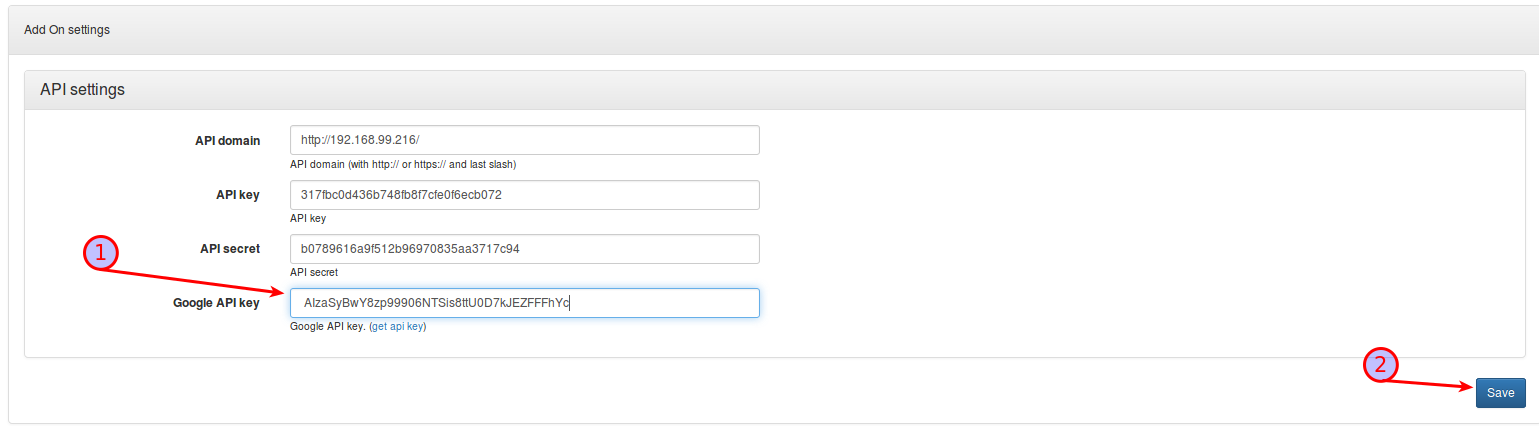 Add On settings
API settings
API domain
http://192.168.99.216/
API domain (with http:// or https:// and last slash)
API key
317fbc0d436b748fb8f7cfe0f6ecb072
API key
1
API secret
b0789616a9f512b96970835aa3717c94
API secret
Google API key
AIzaSyBwY8zp99906NTSis8ttU0D7kJEZFFFhYc
Google API key. (get api key)
2
Save